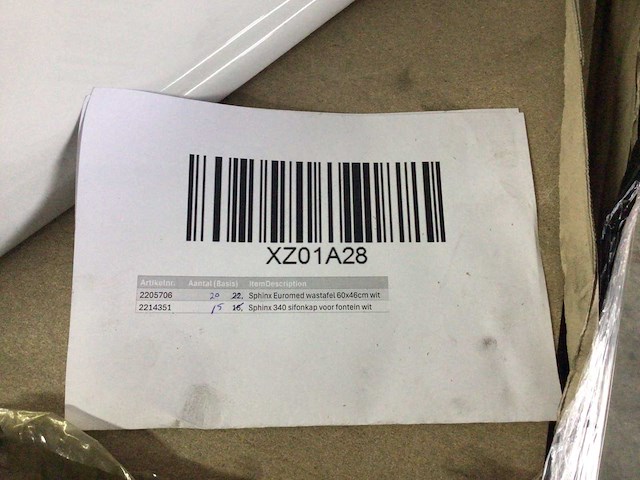 XZ01A28
Artikelnr. Aantal (Basis) ItemDescription
2205706 20 22, Sphinx Euromed wastafel 60x46cm wit
2214351 15 Sphinx 340 sifonkap voor fontein wit